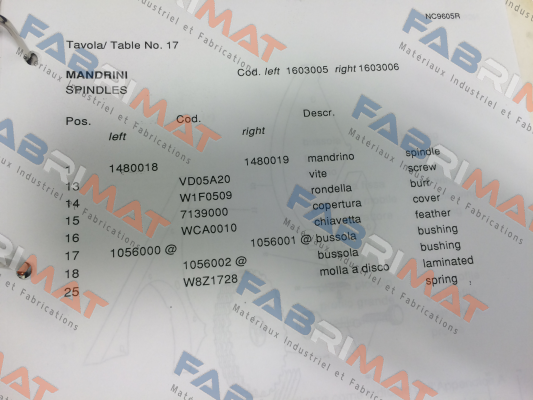 NC9605R
Tavola/ Table No. 17
MANDRINI Cod. left 1603005 right 1603006
SPINDLES
Pos. Cod. Descr.
left right
1480018 1480019 mandrino spindle
13 VD05A20 vite screw
14 W1F0509 rondella burr
15 7139000 copertura cover
16 WCA0010 chiavetta feather
17 1056000 @ 1056001 @ bussola bushing
18 1056002 @ bussola bushing
25 W8Z1728 molla a disco laminated
spring
FABRIMAT
Matériaux Industriel et Fabrications